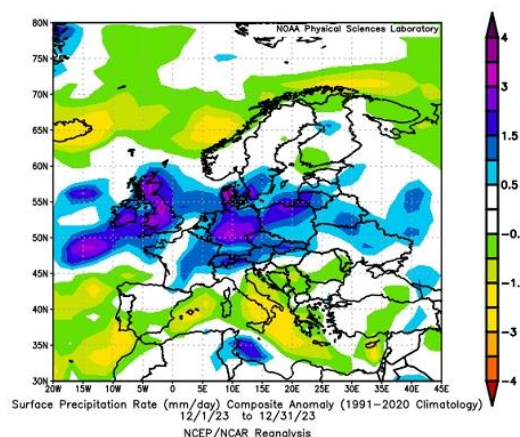 NOAA Physical Sciences Laboratory
80N
75N
70N
65N
60N
55N
50N
45N
40N
35N
30N
20W 15W 10W 5W 0 5E 10E 15E 20E 25E 30E 35E 40E 45E
4
3
2
1.5
0.5
-0.
-1.
-2
-3
-4
Surface Precipitation Rate (mm/day) Composite Anomaly (1991-2020 Climatology)
12/1/23 to 12/31/23
NCEP/NCAR Reanalysis